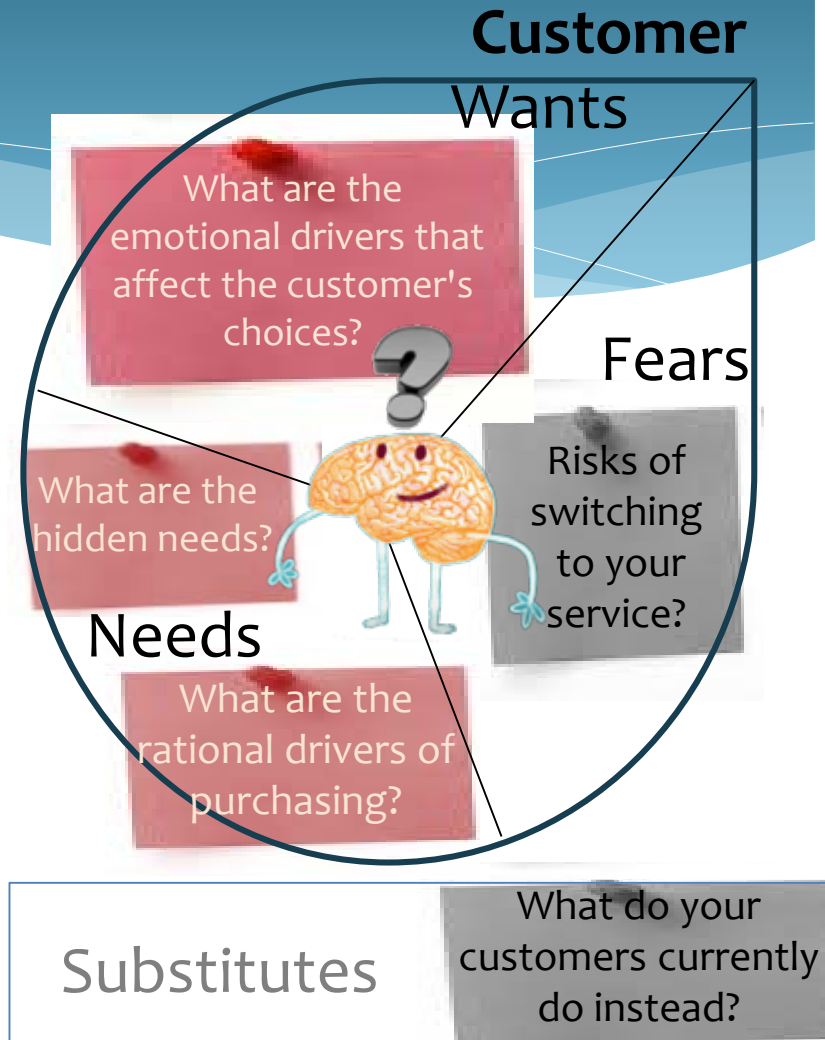 Customer
Wants
What are the
emotional drivers that
affect the customer's
choices?
Fears
Risks of
switching
to your
service?
What are the
hidden needs?
Needs
What are the
rational drivers of
purchasing?
Substitutes
What do your
customers currently
do instead?